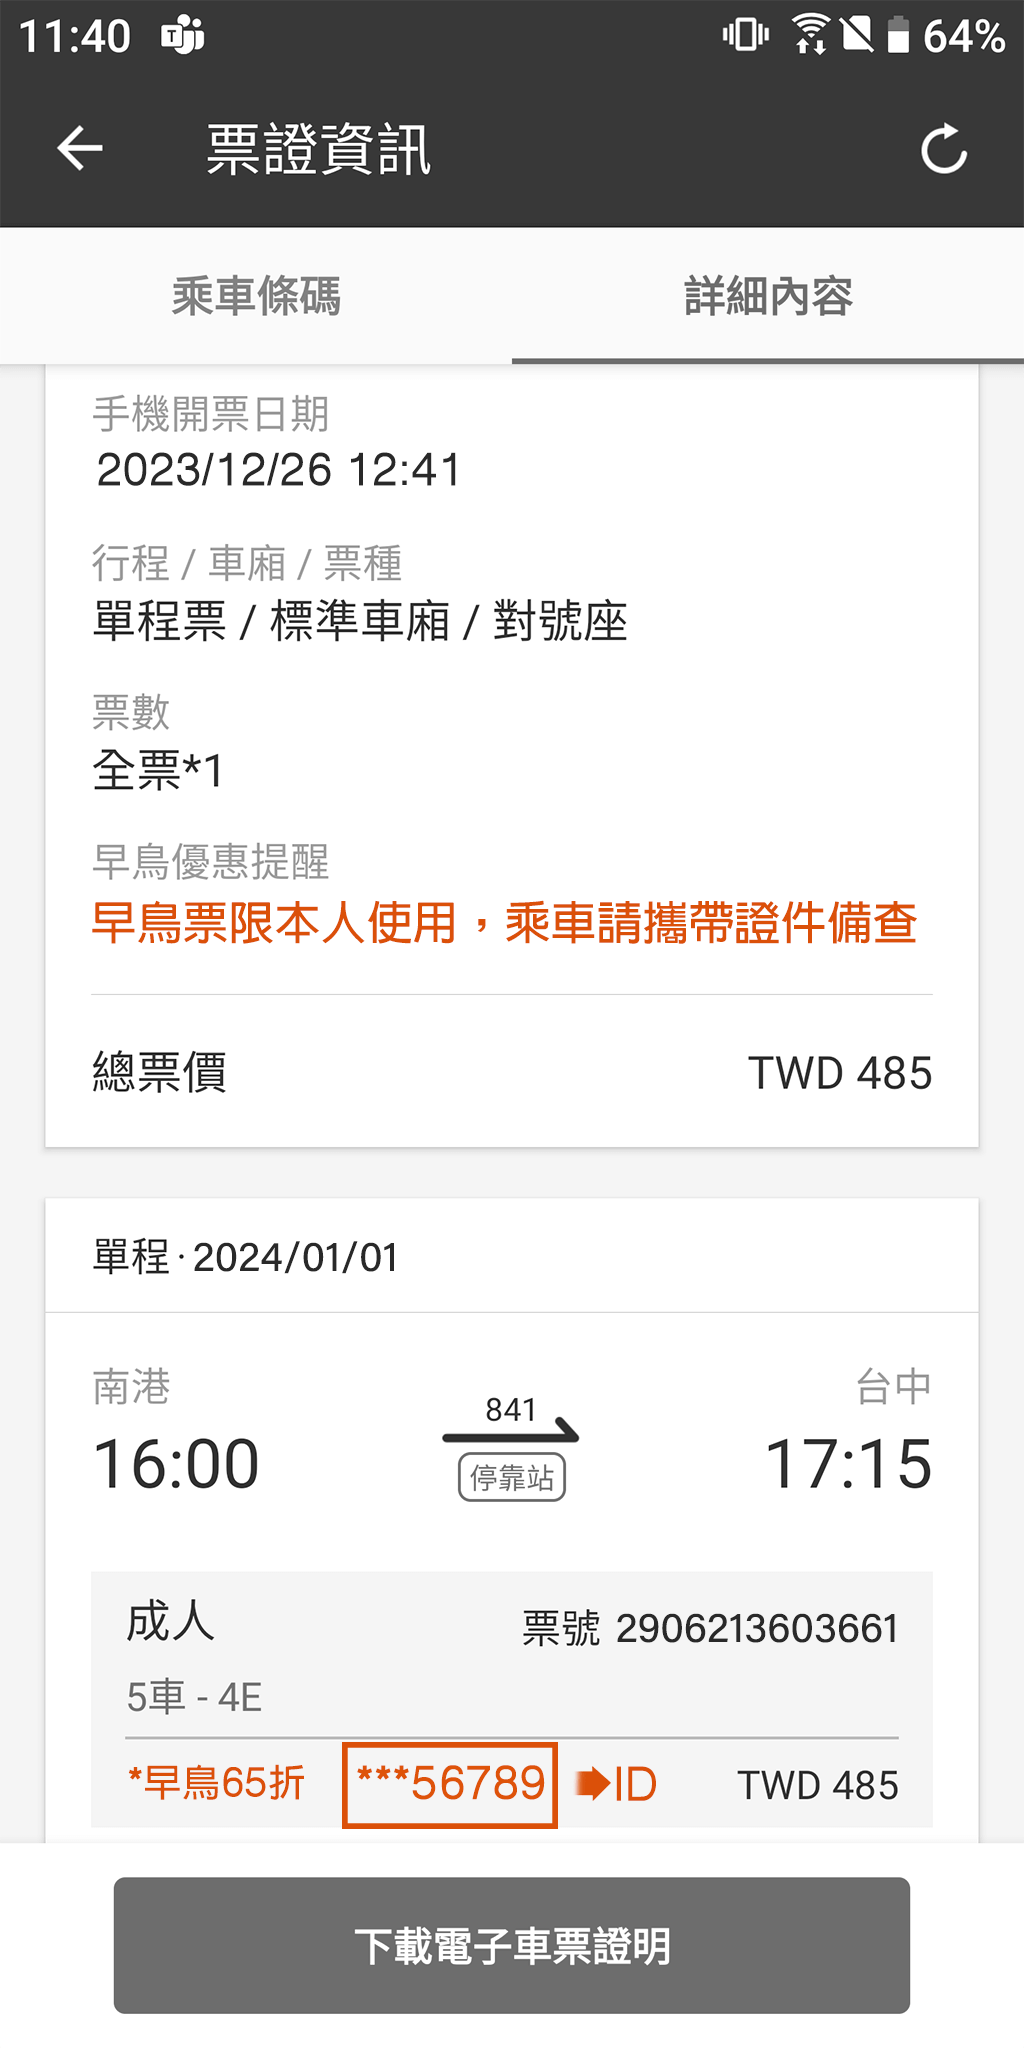 11:40
64%
票證資訊
乘車條碼
詳細內容
手機開票日期
2023/12/26 12:41
行程 / 車廂 / 票種
單程票 / 標準車廂 / 對號座
票數
全票*1
早鳥優惠提醒
早鳥票限本人使用，乘車請攜帶證件備查
總票價 TWD 485
單程·2024/01/01
南港 台中
841
16:00 17:15
停靠站
成人 票號 2906213603661
5車 - 4E
*早鳥65折 ***56789 ID TWD 485
下載電子車票證明